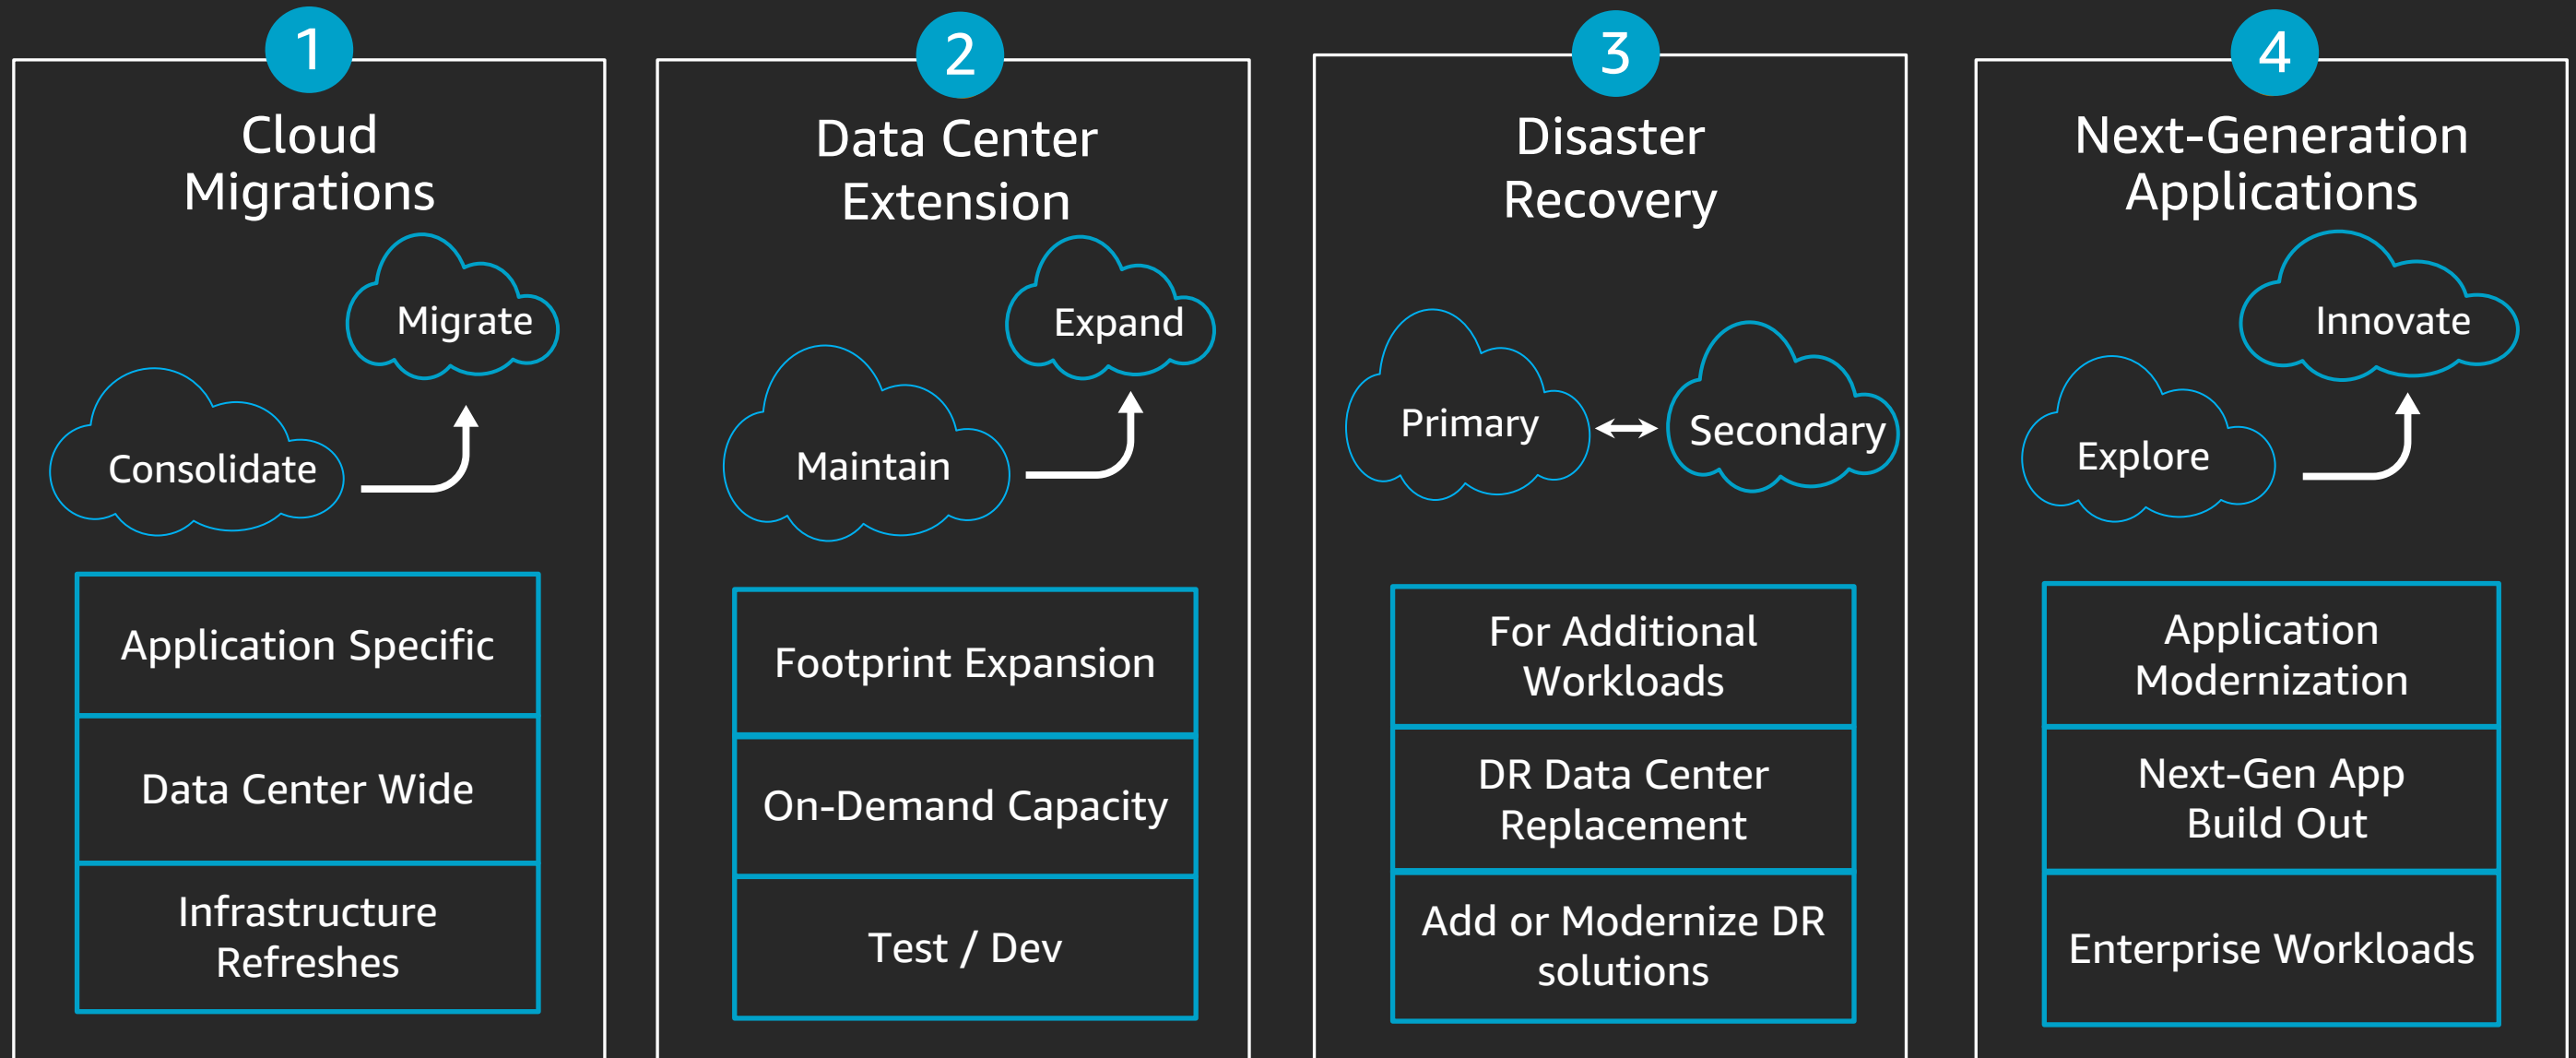 1
Cloud
Migrations
Migrate
Consolidate
Application Specific
Data Center Wide
Infrastructure
Refreshes
2
Data Center
Extension
Expand
Maintain
Footprint Expansion
On-Demand Capacity
Test / Dev
3
Disaster
Recovery
Primary
Secondary
For Additional
Workloads
DR Data Center
Replacement
Add or Modernize DR
solutions
4
Next-Generation
Applications
Innovate
Explore
Application
Modernization
Next-Gen App
Build Out
Enterprise Workloads